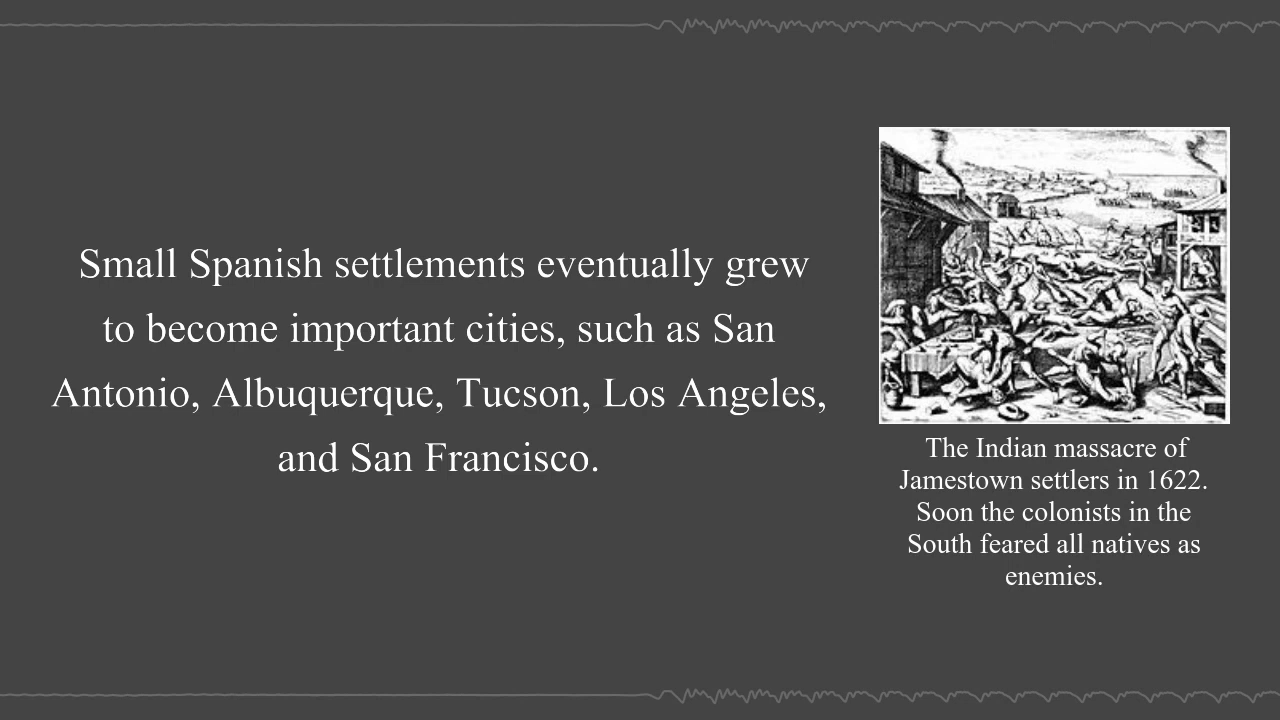 Small Spanish settlements eventually grew
to become important cities, such as San
Antonio, Albuquerque, Tucson, Los Angeles,
and San Francisco.
The Indian massacre of
Jamestown settlers in 1622.
Soon the colonists in the
South feared all natives as
enemies.